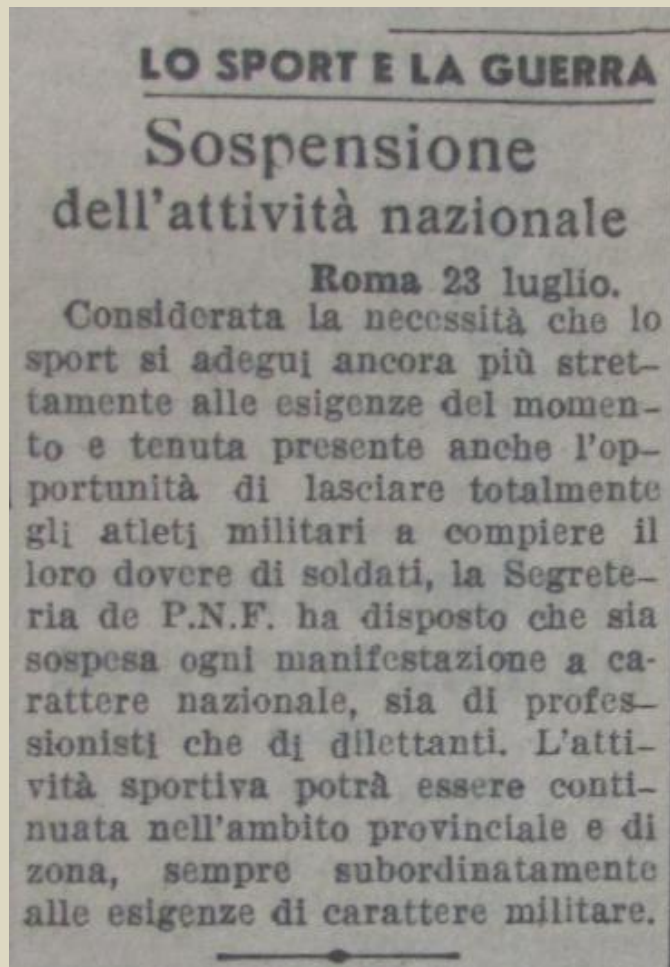 LO SPORT E LA GUERRA
Sospensione
dell'attività nazionale
Roma 23 luglio.
Considerata la necessità che lo
sport si adegui ancora più stret-
tamente alle esigenze del momen-
to e tenuta presente anche l'op-
portunità di lasciare totalmente
gli atleti militari a compiere il
loro dovere di soldati, la Segrete-
ria de P.N.F. ha disposto che sia
sospesa ogni manifestazione a ca-
rattere nazionale, sia di profes-
sionisti che di dilettanti. L'atti-
vità sportiva potrà essere conti-
nuata nell'ambito provinciale e di
zona, sempre subordinatamente
alle esigenze di carattere militare.